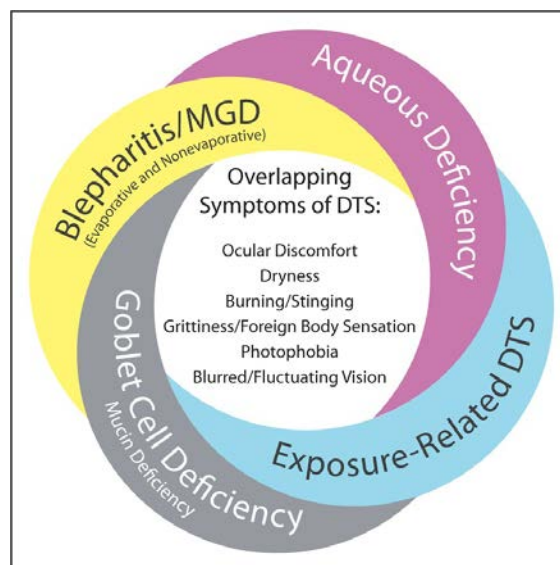 Blepharitis/MGD
(Evaporative and Nonevaporative)
Aqueous Deficiency
Overlapping
Symptoms of DTS:
Ocular Discomfort
Dryness
Burning/Stinging
Grittiness/Foreign Body Sensation
Photophobia
Blurred/Fluctuating Vision
Goblet Cell Deficiency
Mucin Deficiency
Exposure-Related DTS